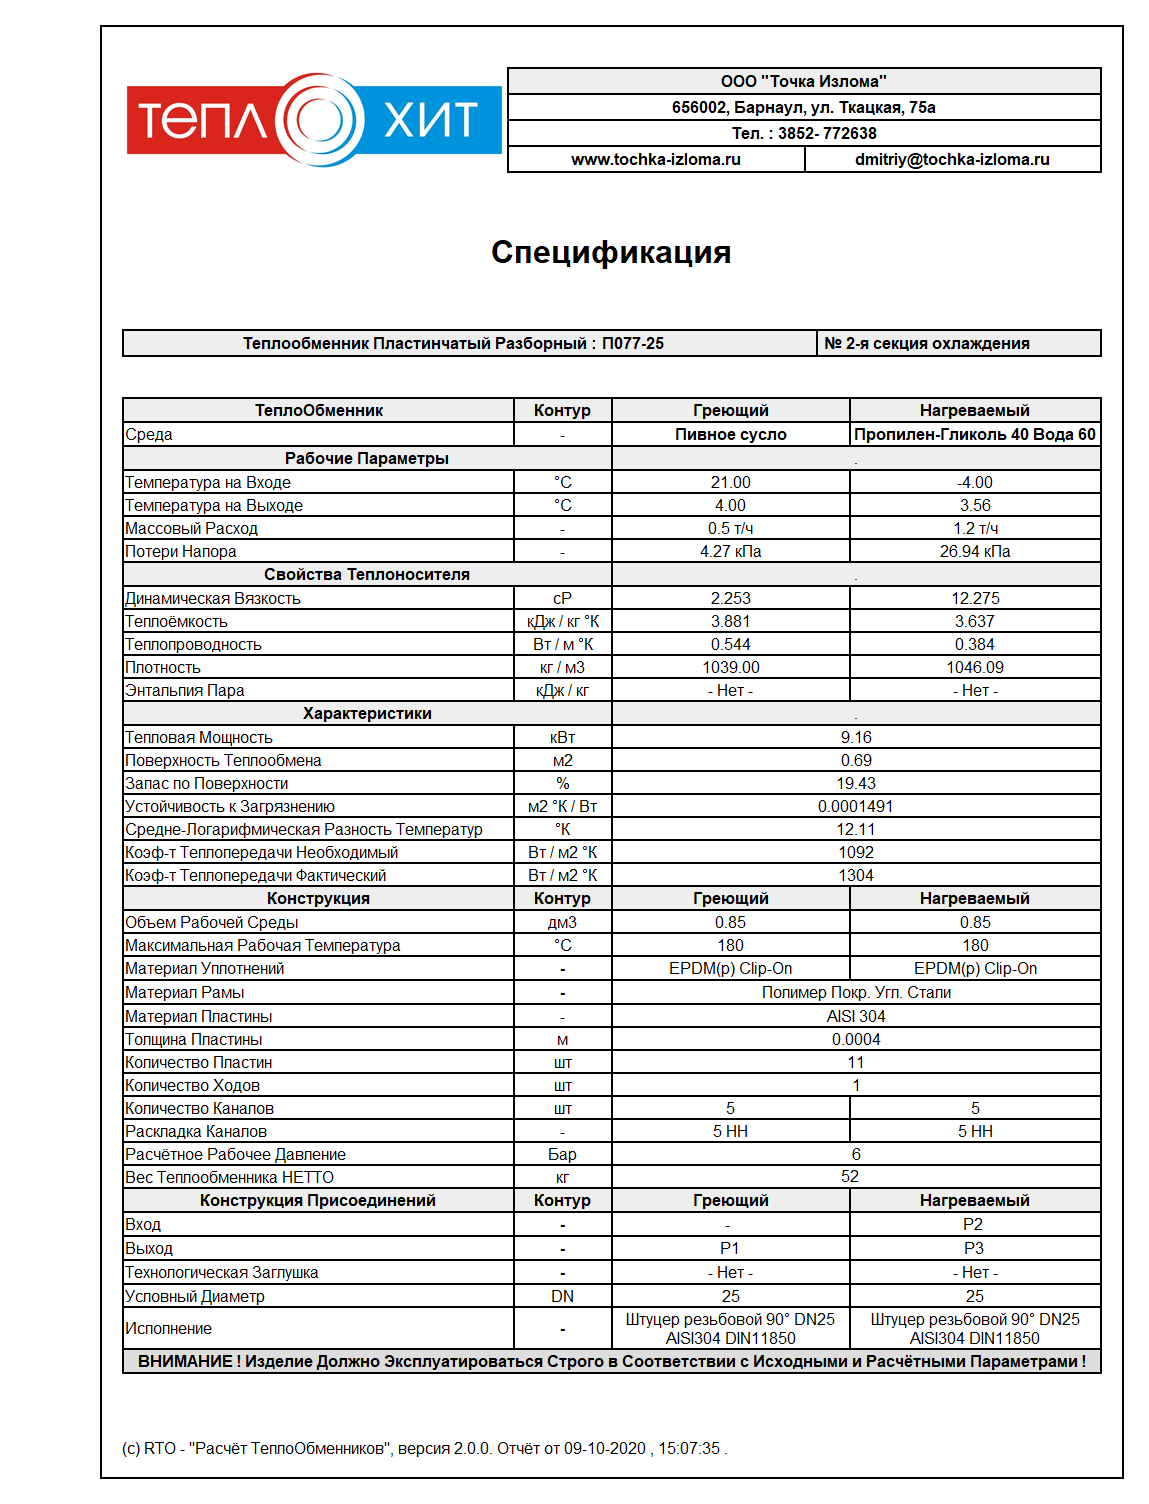 ТЕПЛ ХИТ
ООО "Точка Излома"
656002, Барнаул, ул. Ткацкая, 75а
Тел. : 3852- 772638
www.tochka-izloma.ru dmitriy@tochka-izloma.ru
Спецификация
Теплообменник Пластинчатый Разборный : П077-25 № 2-я секция охлаждения
ТеплоОбменник Контур Греющий Нагреваемый
Среда - Пивное сусло Пропилен-Гликоль 40 Вода 60
Рабочие Параметры .
Температура на Входе °C 21.00 -4.00
Температура на Выходе °C 4.00 3.56
Массовый Расход - 0.5 т/ч 1.2 т/ч
Потери Напора - 4.27 кПа 26.94 кПа
Свойства Теплоносителя .
Динамическая Вязкость cP 2.253 12.275
Теплоёмкость кДж / кг °К 3.881 3.637
Теплопроводность Вт / м °К 0.544 0.384
Плотность кг / м3 1039.00 1046.09
Энтальпия Пара кДж / кг - Нет - - Нет -
Характеристики .
Тепловая Мощность кВт 9.16
Поверхность Теплообмена м2 0.69
Запас по Поверхности % 19.43
Устойчивость к Загрязнению м2 °К / Вт 0.0001491
Средне-Логарифмическая Разность Температур °К 12.11
Коэф-т Теплопередачи Необходимый Вт / м2 °К 1092
Коэф-т Теплопередачи Фактический Вт / м2 °К 1304
Конструкция Контур Греющий Нагреваемый
Объем Рабочей Среды дм3 0.85 0.85
Максимальная Рабочая Температура °C 180 180
Материал Уплотнений - EPDM(p) Clip-On EPDM(p) Clip-On
Материал Рамы - Полимер Покр. Угл. Стали
Материал Пластины - AISI 304
Толщина Пластины м 0.0004
Количество Пластин шт 11
Количество Ходов шт 1
Количество Каналов шт 5 5
Раскладка Каналов - 5 НН 5 НН
Расчётное Рабочее Давление Бар 6
Вес Теплообменника НЕТТО кг 52
Конструкция Присоединений Контур Греющий Нагреваемый
Вход - - P2
Выход - P1 P3
Технологическая Заглушка - - Нет - - Нет -
Условный Диаметр DN 25 25
Исполнение - Штуцер резьбовой 90° DN25 AISI304 DIN11850 Штуцер резьбовой 90° DN25 AISI304 DIN11850
ВНИМАНИЕ ! Изделие Должно Эксплуатироваться Строго в Соответствии с Исходными и Расчётными Параметрами !
(c) RTO - "Расчёт ТеплоОбменников", версия 2.0.0. Отчёт от 09-10-2020 , 15:07:35 .